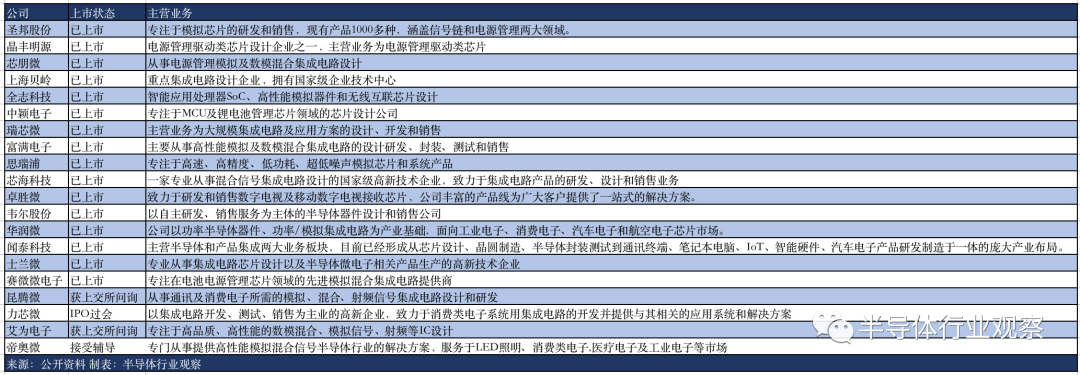 公司 上市状态 主营业务
圣邦股份 已上市 专注于模拟芯片的研发和销售，现有产品1000多种，涵盖信号链和电源管理两大领域。
晶丰明源 已上市 电源管理驱动类芯片设计企业之一，主营业务为电源管理驱动类芯片
芯朋微 已上市 从事电源管理模拟及数模混合集成电路设计
上海贝岭 已上市 重点集成电路设计企业，拥有国家级企业技术中心
全志科技 已上市 智能应用处理器SoC、高性能模拟器件和无线互联芯片设计
中颖电子 已上市 专注于MCU及锂电池管理芯片领域的芯片设计公司
瑞芯微 已上市 主营业务为大规模集成电路及应用方案的设计、开发和销售
富满电子 已上市 主要从事高性能模拟及数模混合集成电路的设计研发、封装、测试和销售
思瑞浦 已上市 专注于高速、高精度、低功耗、超低噪声模拟芯片和系统产品
芯海科技 已上市 一家专业从事混合信号集成电路设计的国家级高新技术企业，致力于集成电路产品的研发、设计和销售业务
卓胜微 已上市 致力于研发和销售数字电视及移动数字电视接收芯片，公司丰富的产品线为广大客户提供了一站式的解决方案。
韦尔股份 已上市 以自主研发、销售服务为主体的半导体器件设计和销售公司
华润微 已上市 公司以功率半导体器件、功率/模拟集成电路为产业基础，面向工业电子、消费电子、汽车电子和航空电子芯片市场。
闻泰科技 已上市 主营半导体和产品集成两大业务板块，目前已经形成从芯片设计、晶圆制造、半导体封装测试到通讯终端、笔记本电脑、IoT、智能硬件、汽车电子产品研发制造于一体的庞大产业布局。
士兰微 已上市 专业从事集成电路芯片设计以及半导体微电子相关产品生产的高新技术企业
赛微微电子 已上市 专注在电池电源管理芯片领域的先进模拟混合集成电路提供商
昆腾微 获上交所问询 从事通讯及消费电子所需的模拟、混合、射频信号集成电路设计和研发
力芯微 IPO过会 以集成电路开发、测试、销售为主业的高新企业，致力于消费类电子系统用集成电路的开发并提供与其相关的应用系统和解决方案
艾为电子 获上交所问询 专注于高品质、高性能的数模混合、模拟信号、射频等IC设计
帝奥微 接受辅导 专门从事提供高性能模拟混合信号半导体行业的解决方案，服务于LED照明、消费类电子,医疗电子及工业电子等市场
来源：公开资料 制表：半导体行业观察
半导体行业观察